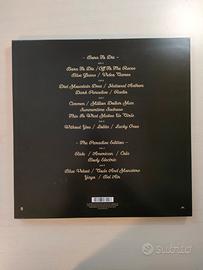 - Born To Die -
Born To Die / Off To The Races
Blue Jeans / Video Games
Diet Mountain Dew / National Anthem
Dark Paradise / Radio
Carmen / Million Dollar Man
Summertime Sadness
This Is What Makes Us Girls
Without You / Lolita / Lucky Ones
- The Paradise Edition -
Ride / American / Cola
Body Electric
Blue Velvet / Gods And Monsters
Yayo / Bel Air
Subito